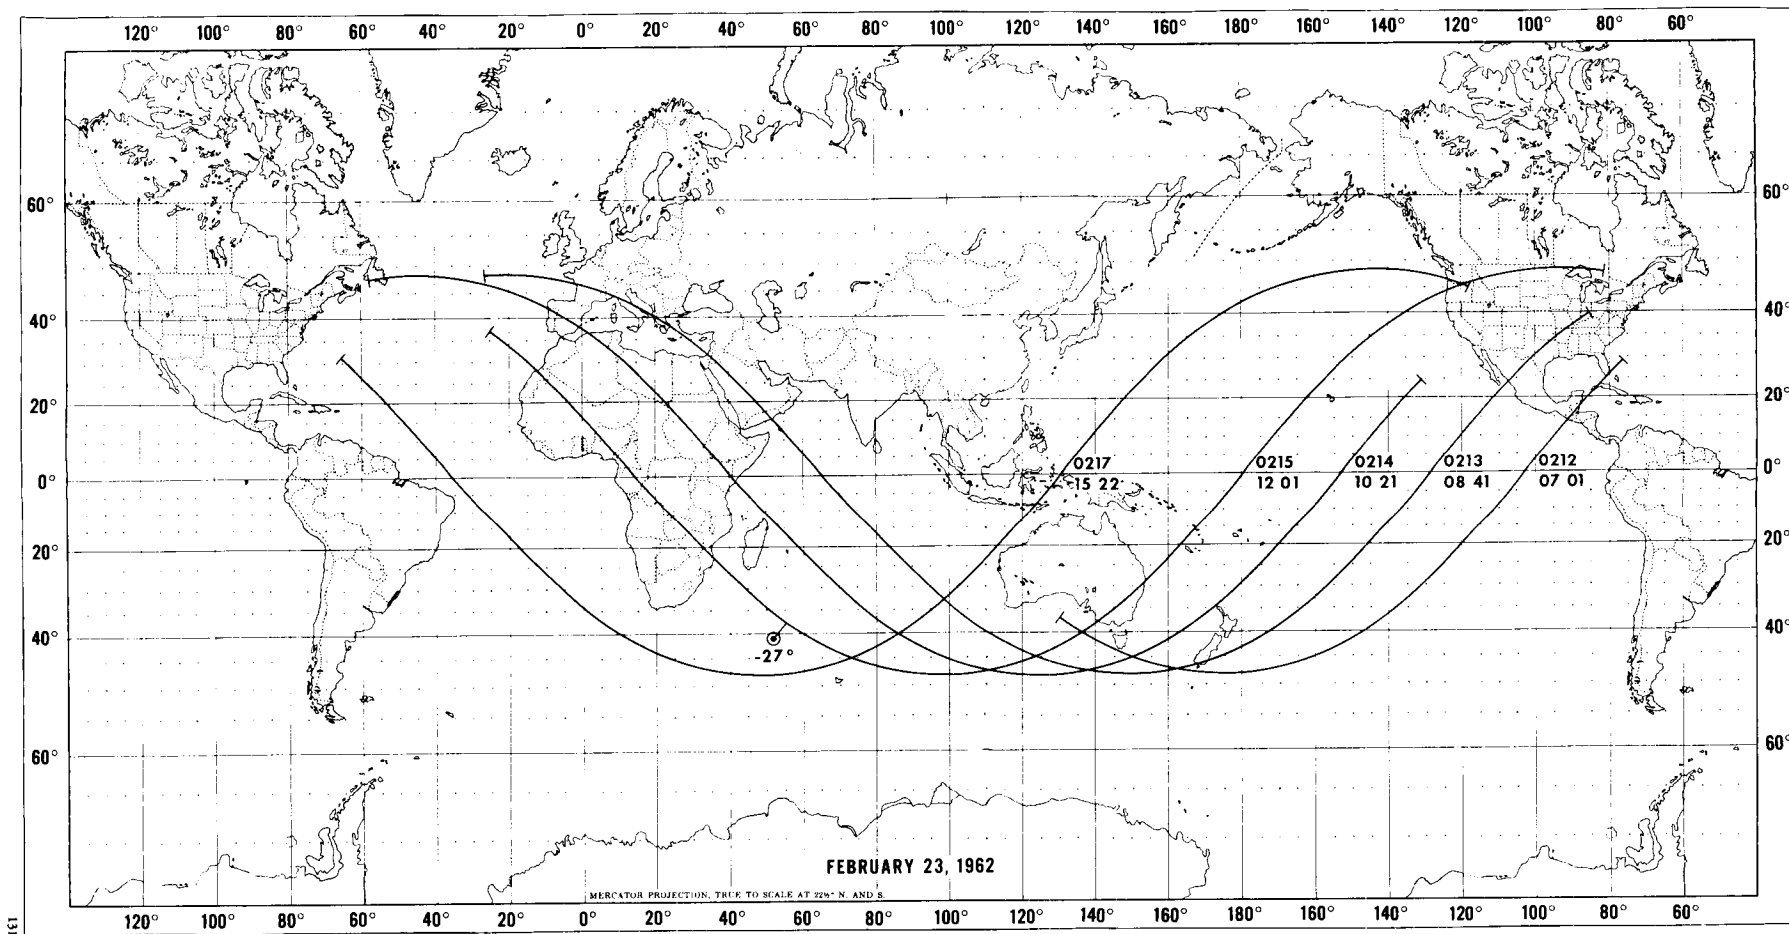 120° 100° 80° 60° 40° 20° 0° 20° 40° 60° 80° 100° 120° 140° 160° 180° 160° 140° 120° 100° 80° 60°
60° 60°
40° 40°
20° 20°
0217 0215 0214 0213 0212
0° 15 22 12 01 10 21 08 41 07 01 0°
20° 20°
40° 40°
-27°
60° 60°
FEBRUARY 23, 1962
MERCATOR PROJECTION, TRUE TO SCALE AT 22½° N. AND S.
120° 100° 80° 60° 40° 20° 0° 20° 40° 60° 80° 100° 120° 140° 160° 180° 160° 140° 120° 100° 80° 60°
131